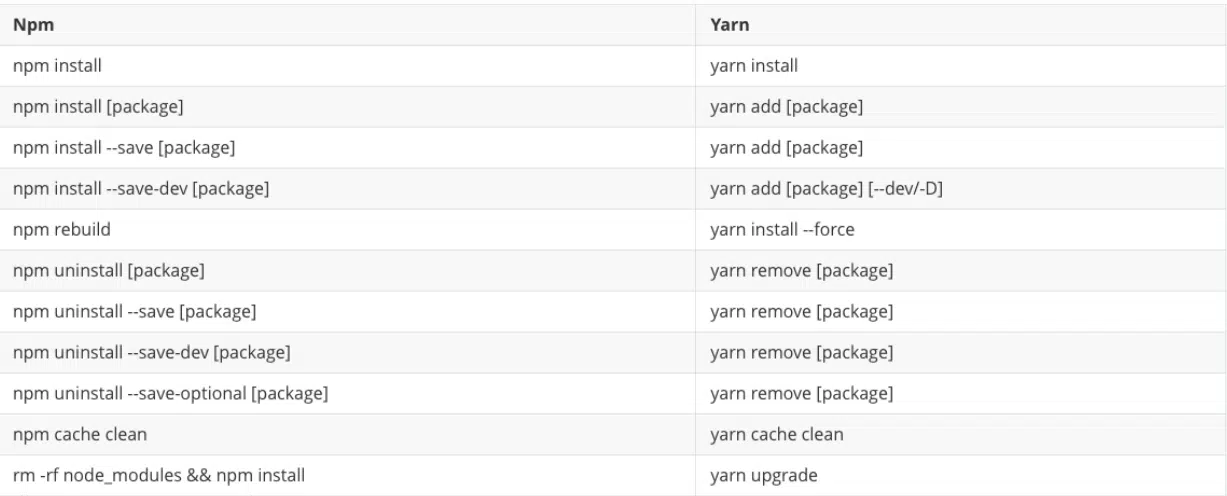 Npm Yarn
npm install yarn install
npm install [package] yarn add [package]
npm install --save [package] yarn add [package]
npm install --save-dev [package] yarn add [package] [--dev/-D]
npm rebuild yarn install --force
npm uninstall [package] yarn remove [package]
npm uninstall --save [package] yarn remove [package]
npm uninstall --save-dev [package] yarn remove [package]
npm uninstall --save-optional [package] yarn remove [package]
npm cache clean yarn cache clean
rm -rf node_modules && npm install yarn upgrade